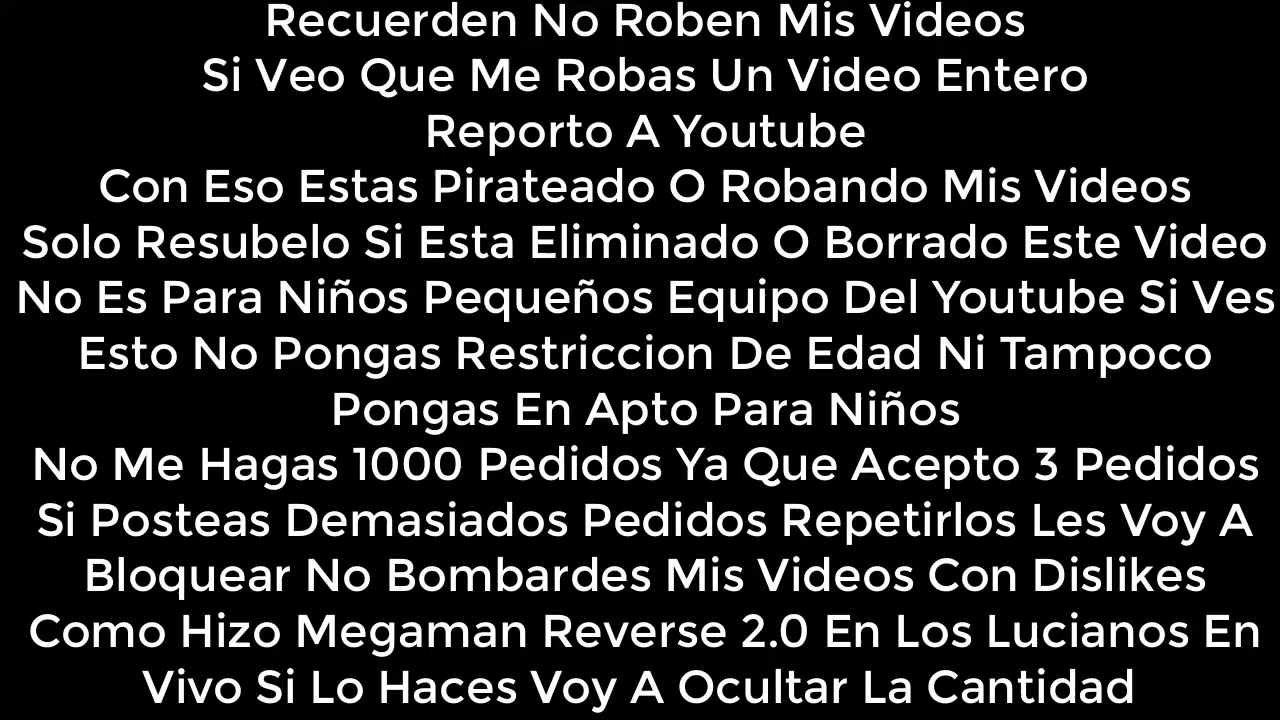 Recuerden No Roben Mis Videos
Si Veo Que Me Robas Un Video Entero
Reporto A Youtube
Con Eso Estas Pirateado O Robando Mis Videos
Solo Resubelo Si Esta Eliminado O Borrado Este Video
No Es Para Niños Pequeños Equipo Del Youtube Si Ves
Esto No Pongas Restriccion De Edad Ni Tampoco
Pongas En Apto Para Niños
No Me Hagas 1000 Pedidos Ya Que Acepto 3 Pedidos
Si Posteas Demasiados Pedidos Repetirlos Les Voy A
Bloquear No Bombardes Mis Videos Con Dislikes
Como Hizo Megaman Reverse 2.0 En Los Lucianos En
Vivo Si Lo Haces Voy A Ocultar La Cantidad